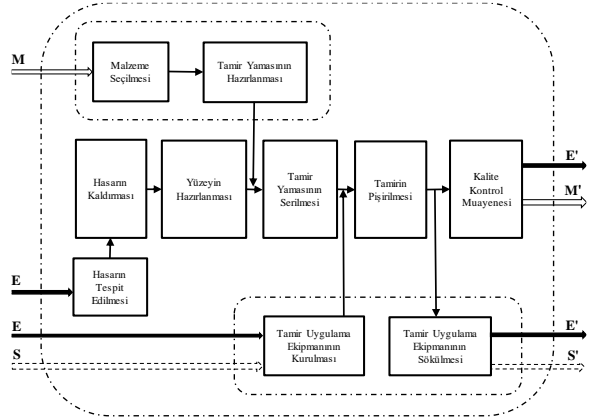 M
Malzeme
Seçilmesi
Tamir Yamasının
Hazırlanması
Hasarın
Kaldırması
Yüzeyin
Hazırlanması
Tamir
Yamasının
Serilmesi
Tamirin
Pişirilmesi
Kalite
Kontrol
Muayenesi
E'
M'
E
Hasarın
Tespit
Edilmesi
E
S
Tamir Uygulama
Ekipmanının
Kurulması
Tamir Uygulama
Ekipmanının
Sökülmesi
E'
S'